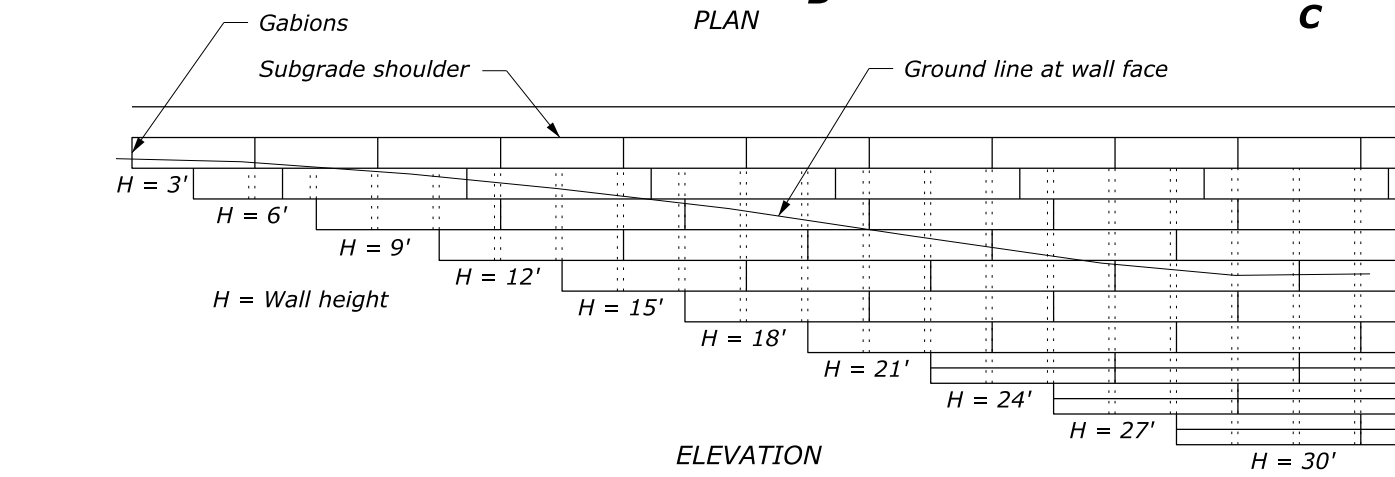 PLAN
C
Gabions
Subgrade shoulder
Ground line at wall face
H = 3'
H = 6'
H = 9'
H = 12'
H = Wall height
H = 15'
H = 18'
H = 21'
H = 24'
H = 27'
H = 30'
ELEVATION